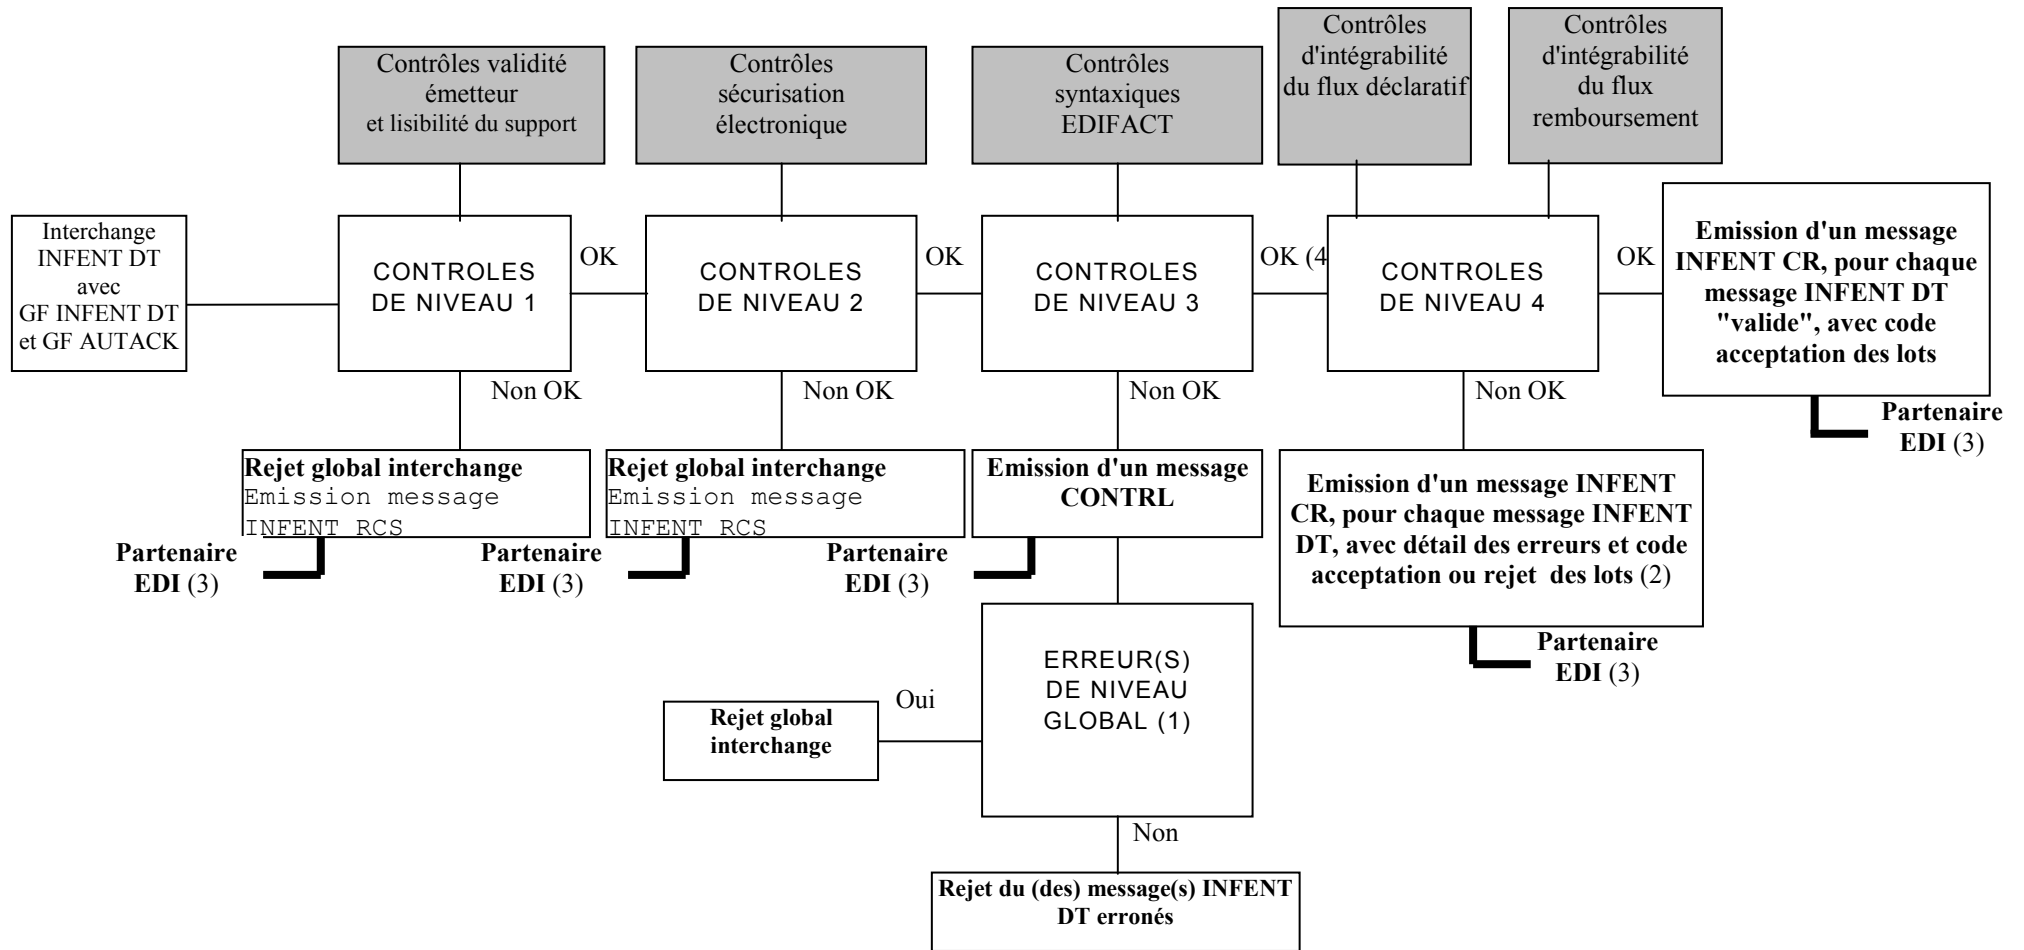 Contrôles validité
émetteur
et lisibilité du support
Contrôles
sécurisation
électronique
Contrôles
syntaxiques
EDIFACT
Contrôles
d'intégrabilité
du flux déclaratif
Contrôles
d'intégrabilité
du flux
remboursement
Interchange
INFENT DT
avec
GF INFENT DT
et GF AUTACK
CONTROLES
DE NIVEAU 1
OK
CONTROLES
DE NIVEAU 2
OK
CONTROLES
DE NIVEAU 3
OK (4
CONTROLES
DE NIVEAU 4
OK
Emission d'un message
INFENT CR, pour chaque
message INFENT DT
"valide", avec code
acceptation des lots
Partenaire
EDI (3)
Non OK
Non OK
Non OK
Non OK
Rejet global interchange
Emission message
INFENT RCS
Partenaire
EDI (3)
Rejet global interchange
Emission message
INFENT RCS
Partenaire
EDI (3)
Emission d'un message
CONTRL
Partenaire
EDI (3)
Emission d'un message INFENT
CR, pour chaque message INFENT
DT, avec détail des erreurs et code
acceptation ou rejet des lots (2)
Partenaire
EDI (3)
ERREUR(S)
DE NIVEAU
GLOBAL (1)
Oui
Rejet global
interchange
Non
Rejet du (des) message(s) INFENT
DT erronés